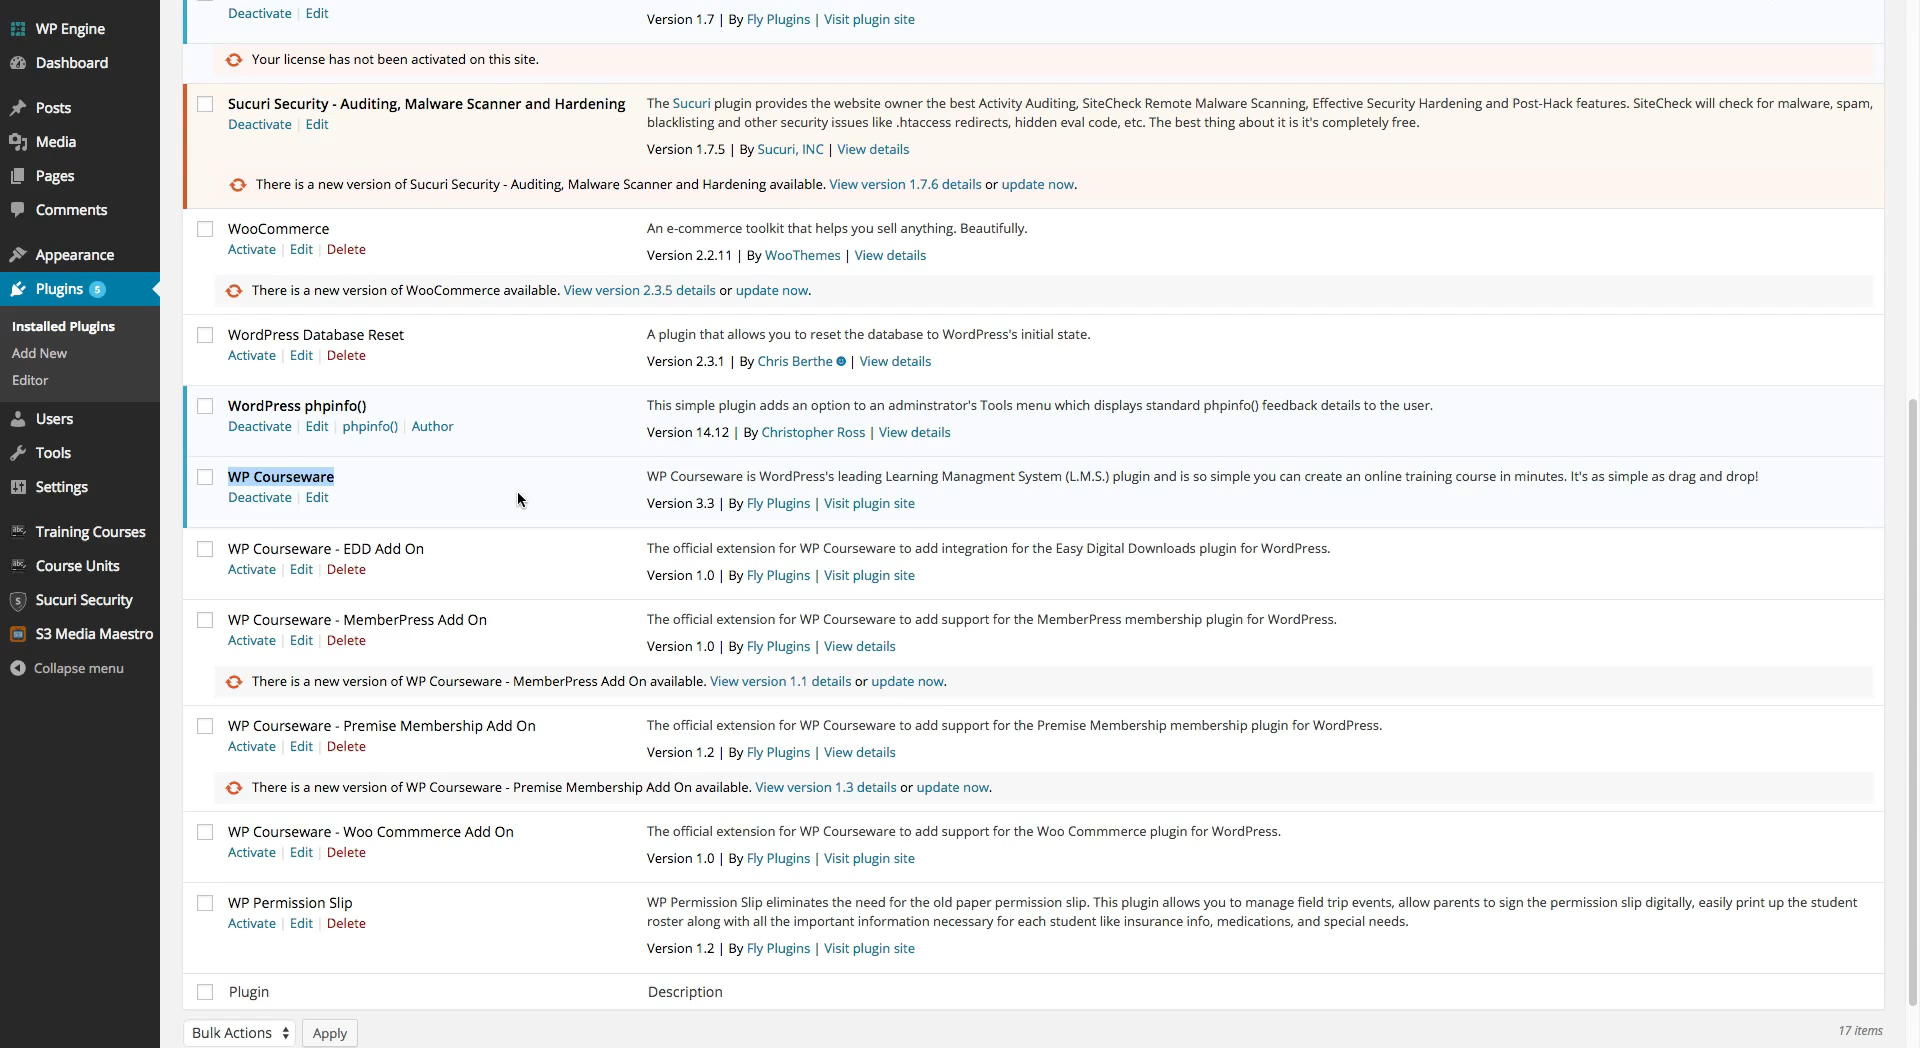 WP Engine
Dashboard
Posts
Media
Pages
Comments
Appearance
Plugins 5
Installed Plugins
Add New
Editor
Users
Tools
Settings
Training Courses
Course Units
Sucuri Security
S3 Media Maestro
Collapse menu
Deactivate | Edit
Version 1.7 | By Fly Plugins | Visit plugin site
Your license has not been activated on this site.
Sucuri Security - Auditing, Malware Scanner and Hardening
Deactivate | Edit
The Sucuri plugin provides the website owner the best Activity Auditing, SiteCheck Remote Malware Scanning, Effective Security Hardening and Post-Hack features. SiteCheck will check for malware, spam,
blacklisting and other security issues like .htaccess redirects, hidden eval code, etc. The best thing about it is it's completely free.
Version 1.7.5 | By Sucuri, INC | View details
There is a new version of Sucuri Security - Auditing, Malware Scanner and Hardening available. View version 1.7.6 details or update now.
WooCommerce
Activate | Edit | Delete
An e-commerce toolkit that helps you sell anything. Beautifully.
Version 2.2.11 | By WooThemes | View details
There is a new version of WooCommerce available. View version 2.3.5 details or update now.
WordPress Database Reset
Activate | Edit | Delete
A plugin that allows you to reset the database to WordPress's initial state.
Version 2.3.1 | By Chris Berthe | View details
WordPress phpinfo()
Deactivate | Edit | phpinfo() | Author
This simple plugin adds an option to an adminstrator's Tools menu which displays standard phpinfo() feedback details to the user.
Version 14.12 | By Christopher Ross | View details
WP Courseware
Deactivate | Edit
WP Courseware is WordPress's leading Learning Managment System (L.M.S.) plugin and is so simple you can create an online training course in minutes. It's as simple as drag and drop!
Version 3.3 | By Fly Plugins | Visit plugin site
WP Courseware - EDD Add On
Activate | Edit | Delete
The official extension for WP Courseware to add integration for the Easy Digital Downloads plugin for WordPress.
Version 1.0 | By Fly Plugins | Visit plugin site
WP Courseware - MemberPress Add On
Activate | Edit | Delete
The official extension for WP Courseware to add support for the MemberPress membership plugin for WordPress.
Version 1.0 | By Fly Plugins | View details
There is a new version of WP Courseware - MemberPress Add On available. View version 1.1 details or update now.
WP Courseware - Premise Membership Add On
Activate | Edit | Delete
The official extension for WP Courseware to add support for the Premise Membership membership plugin for WordPress.
Version 1.2 | By Fly Plugins | View details
There is a new version of WP Courseware - Premise Membership Add On available. View version 1.3 details or update now.
WP Courseware - Woo Commmerce Add On
Activate | Edit | Delete
The official extension for WP Courseware to add support for the Woo Commmerce plugin for WordPress.
Version 1.0 | By Fly Plugins | Visit plugin site
WP Permission Slip
Activate | Edit | Delete
WP Permission Slip eliminates the need for the old paper permission slip. This plugin allows you to manage field trip events, allow parents to sign the permission slip digitally, easily print up the student
roster along with all the important information necessary for each student like insurance info, medications, and special needs.
Version 1.2 | By Fly Plugins | Visit plugin site
Plugin
Description
Bulk Actions
Apply
17 items